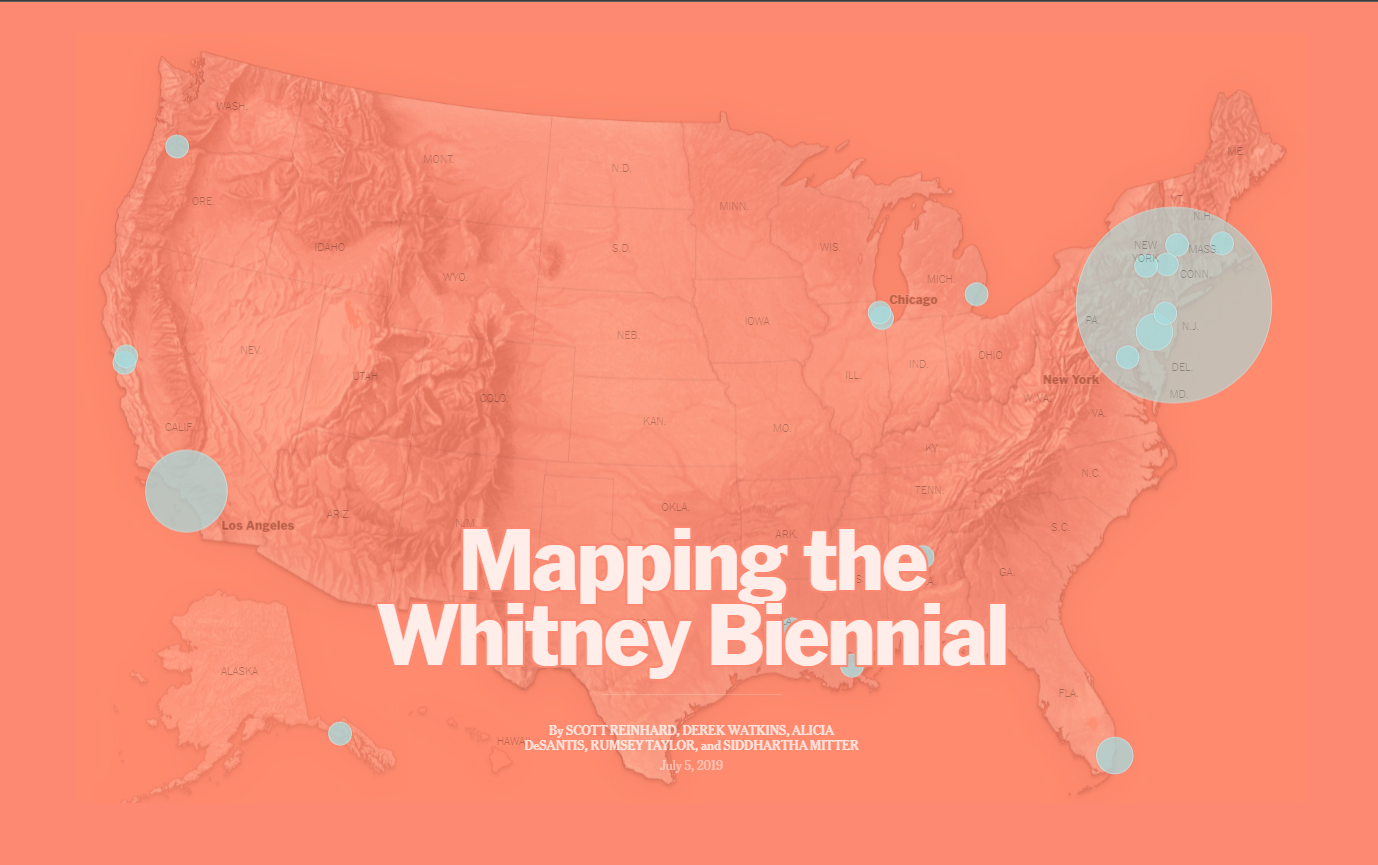 WASH.
MONT.
N.D.
MINN.
ORE.
IDAHO
S.D.
WIS.
WYO.
MICH.
ME.
VT.
N.H.
NEW
YORK
MASS.
CONN.
Chicago
NEV.
UTAH
NEB.
IOWA
PA.
N.J.
ILL.
IND.
OHIO
COLO.
New York
DEL.
W.VA.
MD.
CALIF.
KAN.
MO.
VA.
KY.
N.C.
TENN.
ARIZ.
N.M.
OKLA.
ARK.
S.C.
Los Angeles
GA.
Mapping the
Whitney Biennial
ALASKA
FLA.
HAWA
By SCOTT REINHARD, DEREK WATKINS, ALICIA
DeSANTIS, RUMSEY TAYLOR, and SIDDHARTHA MITTER
July 5, 2019